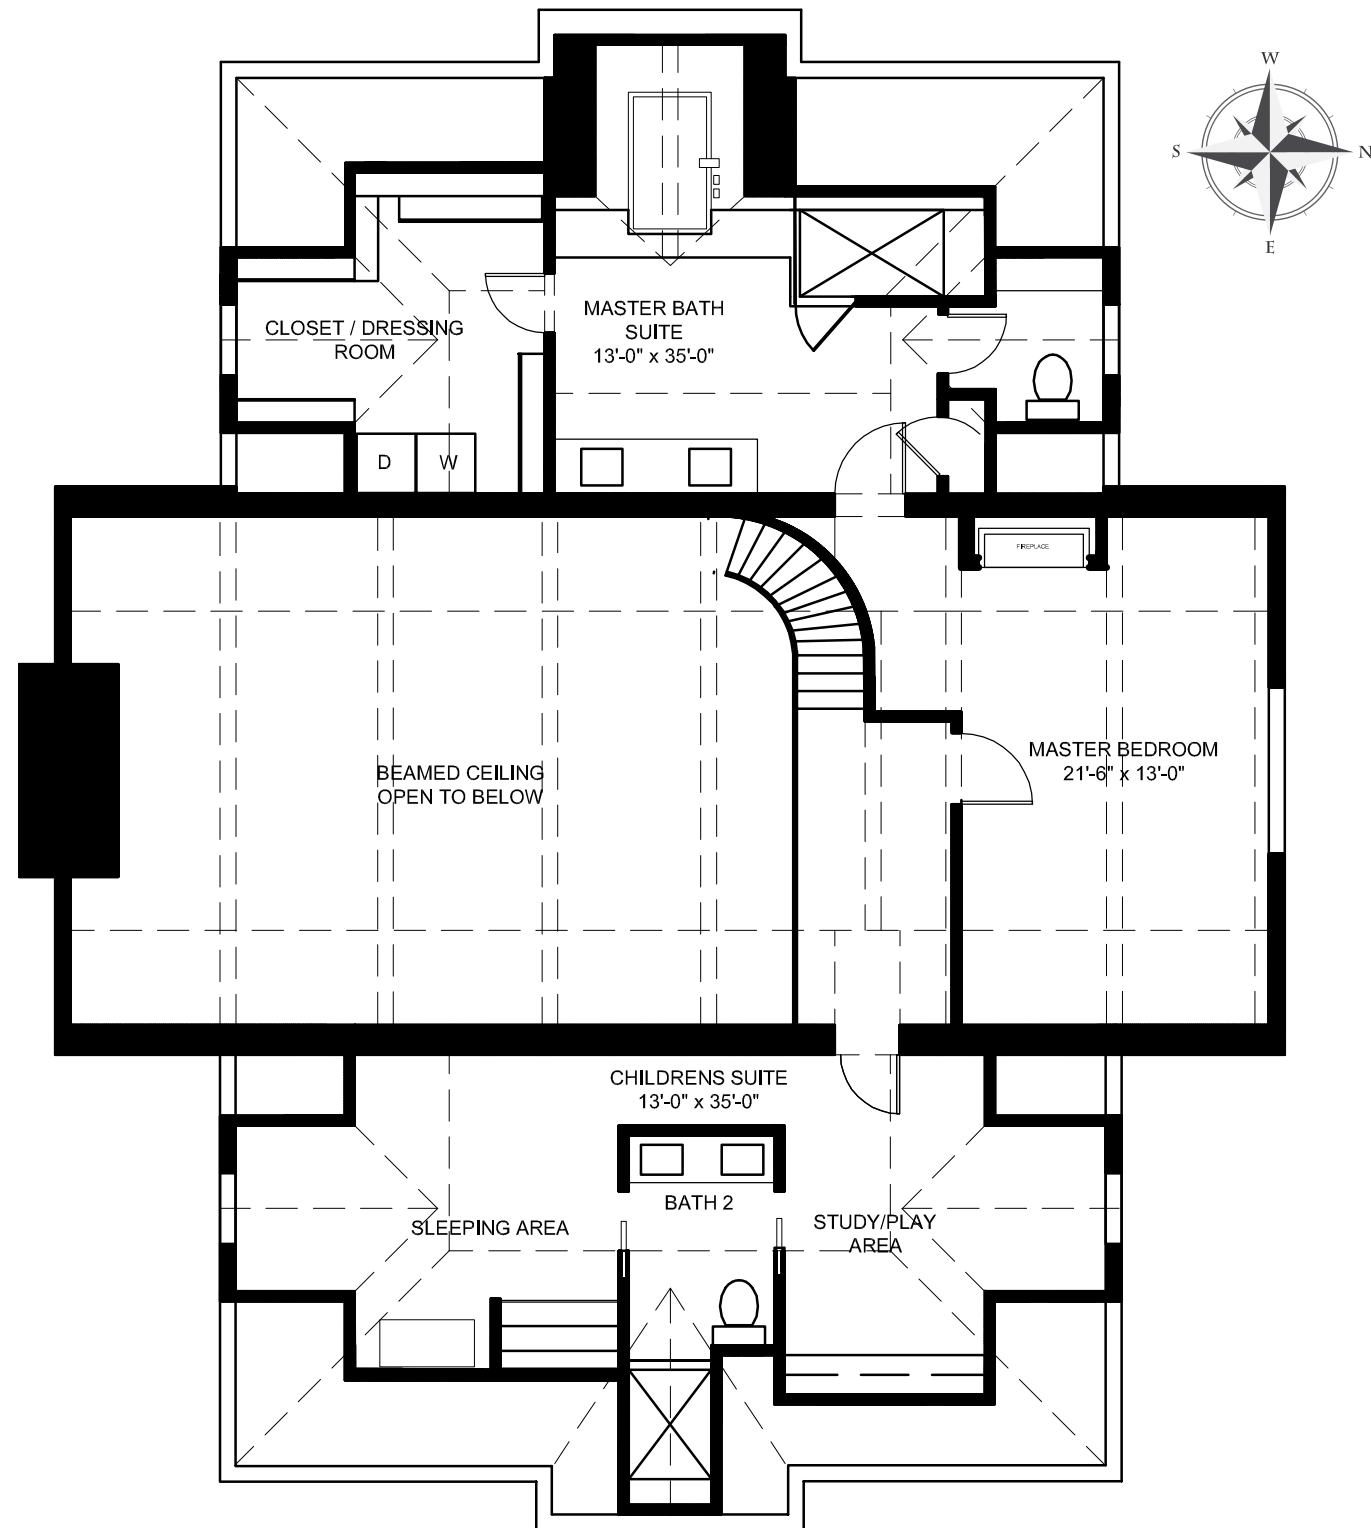 W
S
N
E
MASTER BATH
SUITE
13'-0" x 35'-0"
CLOSET / DRESSING
ROOM
D
W
FIREPLACE
MASTER BEDROOM
21'-6" x 13'-0"
BEAMED CEILING
OPEN TO BELOW
CHILDRENS SUITE
13'-0" x 35'-0"
BATH 2
SLEEPING AREA
STUDY/PLAY
AREA